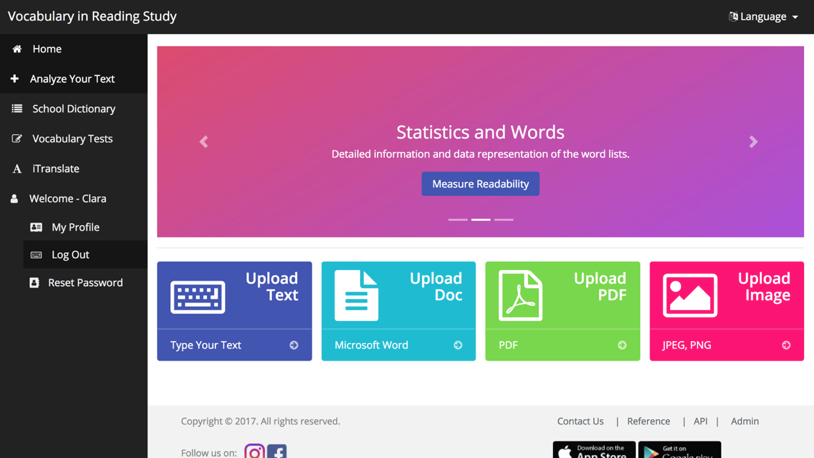 Vocabulary in Reading Study
Language
Home
Analyze Your Text
School Dictionary
Vocabulary Tests
iTranslate
Welcome - Clara
My Profile
Log Out
Reset Password
Statistics and Words
Detailed information and data representation of the word lists.
Measure Readability
Upload
Text
Type Your Text
Upload
Doc
Microsoft Word
Upload
PDF
PDF
Upload
Image
JPEG, PNG
Copyright © 2017. All rights reserved.
Contact Us | Reference | API | Admin
Follow us on:
Download on the
App Store
Get it on
Google play